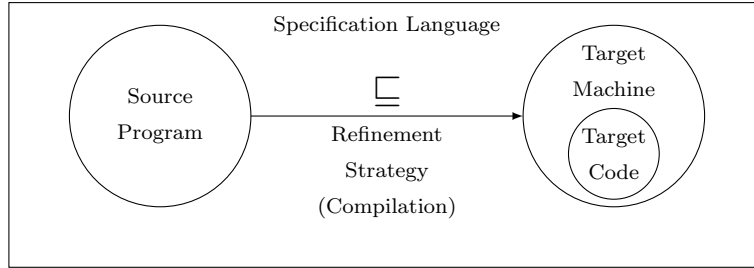 Specification Language
Source
Program
⊑
Refinement
Strategy
(Compilation)
Target
Machine
Target
Code